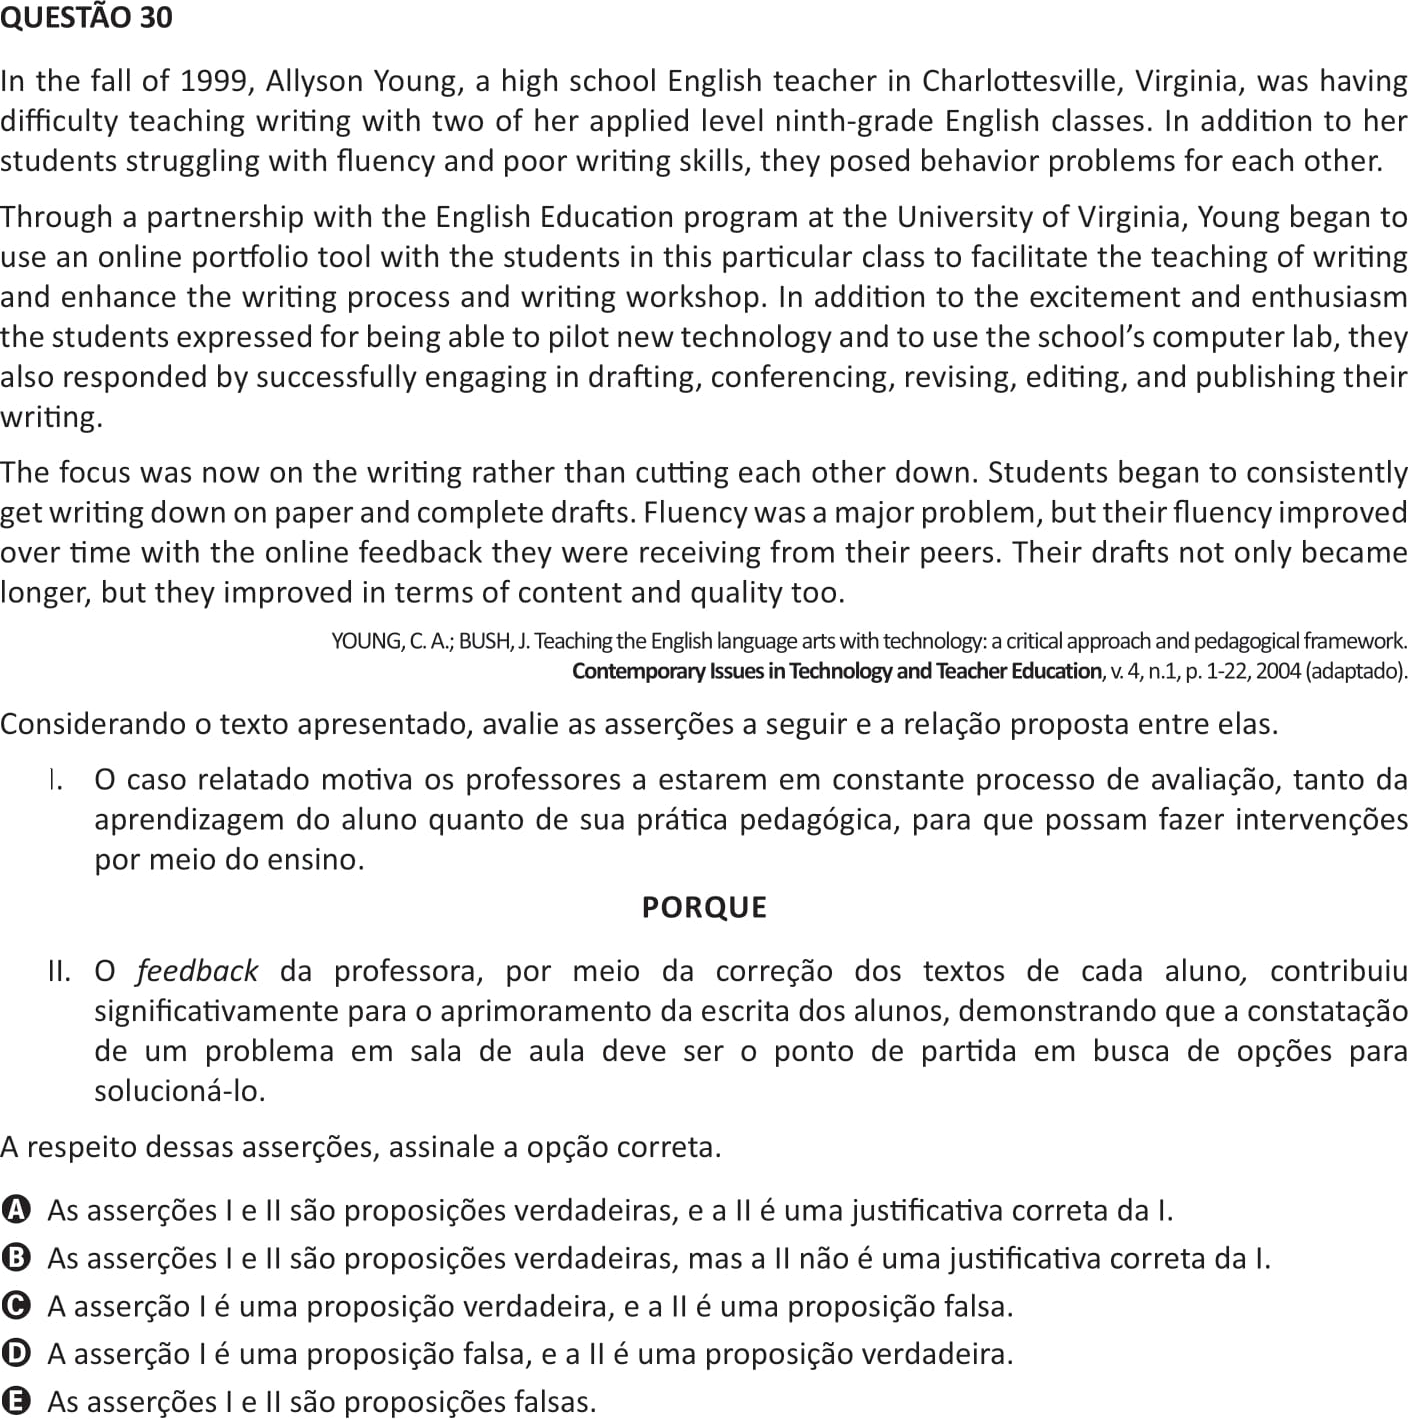 QUESTÃO 30
In the fall of 1999, Allyson Young, a high school English teacher in Charlottesville, Virginia, was having
difficulty teaching writing with two of her applied level ninth-grade English classes. In addition to her
students struggling with fluency and poor writing skills, they posed behavior problems for each other.
Through a partnership with the English Education program at the University of Virginia, Young began to
use an online portfolio tool with the students in this particular class to facilitate the teaching of writing
and enhance the writing process and writing workshop. In addition to the excitement and enthusiasm
the students expressed for being able to pilot new technology and to use the school’s computer lab, they
also responded by successfully engaging in drafting, conferencing, revising, editing, and publishing their
writing.
The focus was now on the writing rather than cutting each other down. Students began to consistently
get writing down on paper and complete drafts. Fluency was a major problem, but their fluency improved
over time with the online feedback they were receiving from their peers. Their drafts not only became
longer, but they improved in terms of content and quality too.
YOUNG, C. A.; BUSH, J. Teaching the English language arts with technology: a critical approach and pedagogical framework.
Contemporary Issues in Technology and Teacher Education, v. 4, n.1, p. 1-22, 2004 (adaptado).
Considerando o texto apresentado, avalie as asserções a seguir e a relação proposta entre elas.
I. O caso relatado motiva os professores a estarem em constante processo de avaliação, tanto da
aprendizagem do aluno quanto de sua prática pedagógica, para que possam fazer intervenções
por meio do ensino.
PORQUE
II. O feedback da professora, por meio da correção dos textos de cada aluno, contribuiu
significativamente para o aprimoramento da escrita dos alunos, demonstrando que a constatação
de um problema em sala de aula deve ser o ponto de partida em busca de opções para
solucioná-lo.
A respeito dessas asserções, assinale a opção correta.
A As asserções I e II são proposições verdadeiras, e a II é uma justificativa correta da I.
B As asserções I e II são proposições verdadeiras, mas a II não é uma justificativa correta da I.
C A asserção I é uma proposição verdadeira, e a II é uma proposição falsa.
D A asserção I é uma proposição falsa, e a II é uma proposição verdadeira.
E As asserções I e II são proposições falsas.